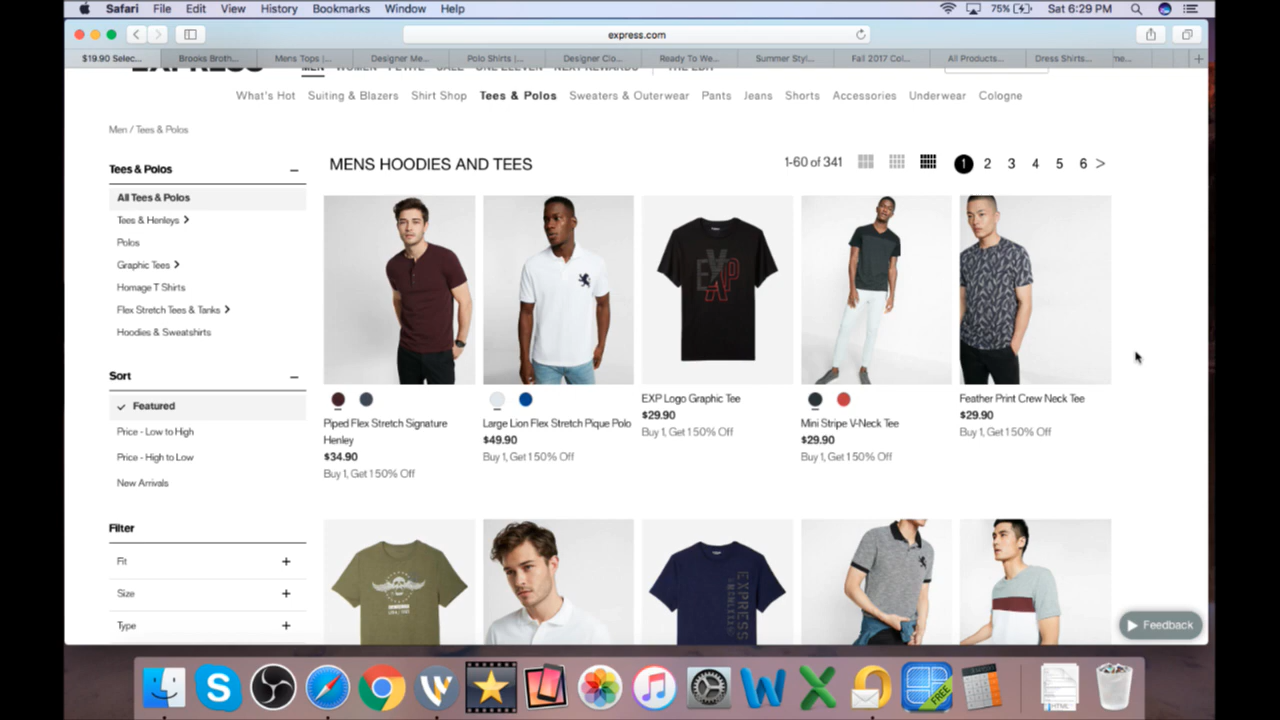 Safari File Edit View History Bookmarks Window Help 75% Sat 6:29 PM
express.com
$19.90 Selec... Brooks Broth... Mens Tops |... Designer Me... Polo Shirts |... Designer Clo... Ready To We... Summer Styl... Fall 2017 Col... All Products... Dress Shirts... me... +
EXPRESS MEN WOMEN PETITE SALE ONE ELEVEN NEXT REWARDS THE EDIT
What's Hot Suiting & Blazers Shirt Shop Tees & Polos Sweaters & Outerwear Pants Jeans Shorts Accessories Underwear Cologne
Men / Tees & Polos
Tees & Polos
All Tees & Polos
Tees & Henleys >
Polos
Graphic Tees >
Homage T Shirts
Flex Stretch Tees & Tanks >
Hoodies & Sweatshirts
Sort
Featured
Price - Low to High
Price - High to Low
New Arrivals
Filter
Fit +
Size +
Type +
MENS HOODIES AND TEES
1-60 of 341 1 2 3 4 5 6 >
EXP
Piped Flex Stretch Signature
Henley
$34.90
Buy 1, Get 1 50% Off
Large Lion Flex Stretch Pique Polo
$49.90
Buy 1, Get 1 50% Off
EXP Logo Graphic Tee
$29.90
Buy 1, Get 1 50% Off
Mini Stripe V-Neck Tee
$29.90
Buy 1, Get 1 50% Off
Feather Print Crew Neck Tee
$29.90
Buy 1, Get 1 50% Off
EXPRESS
Feedback
FREE
HTML